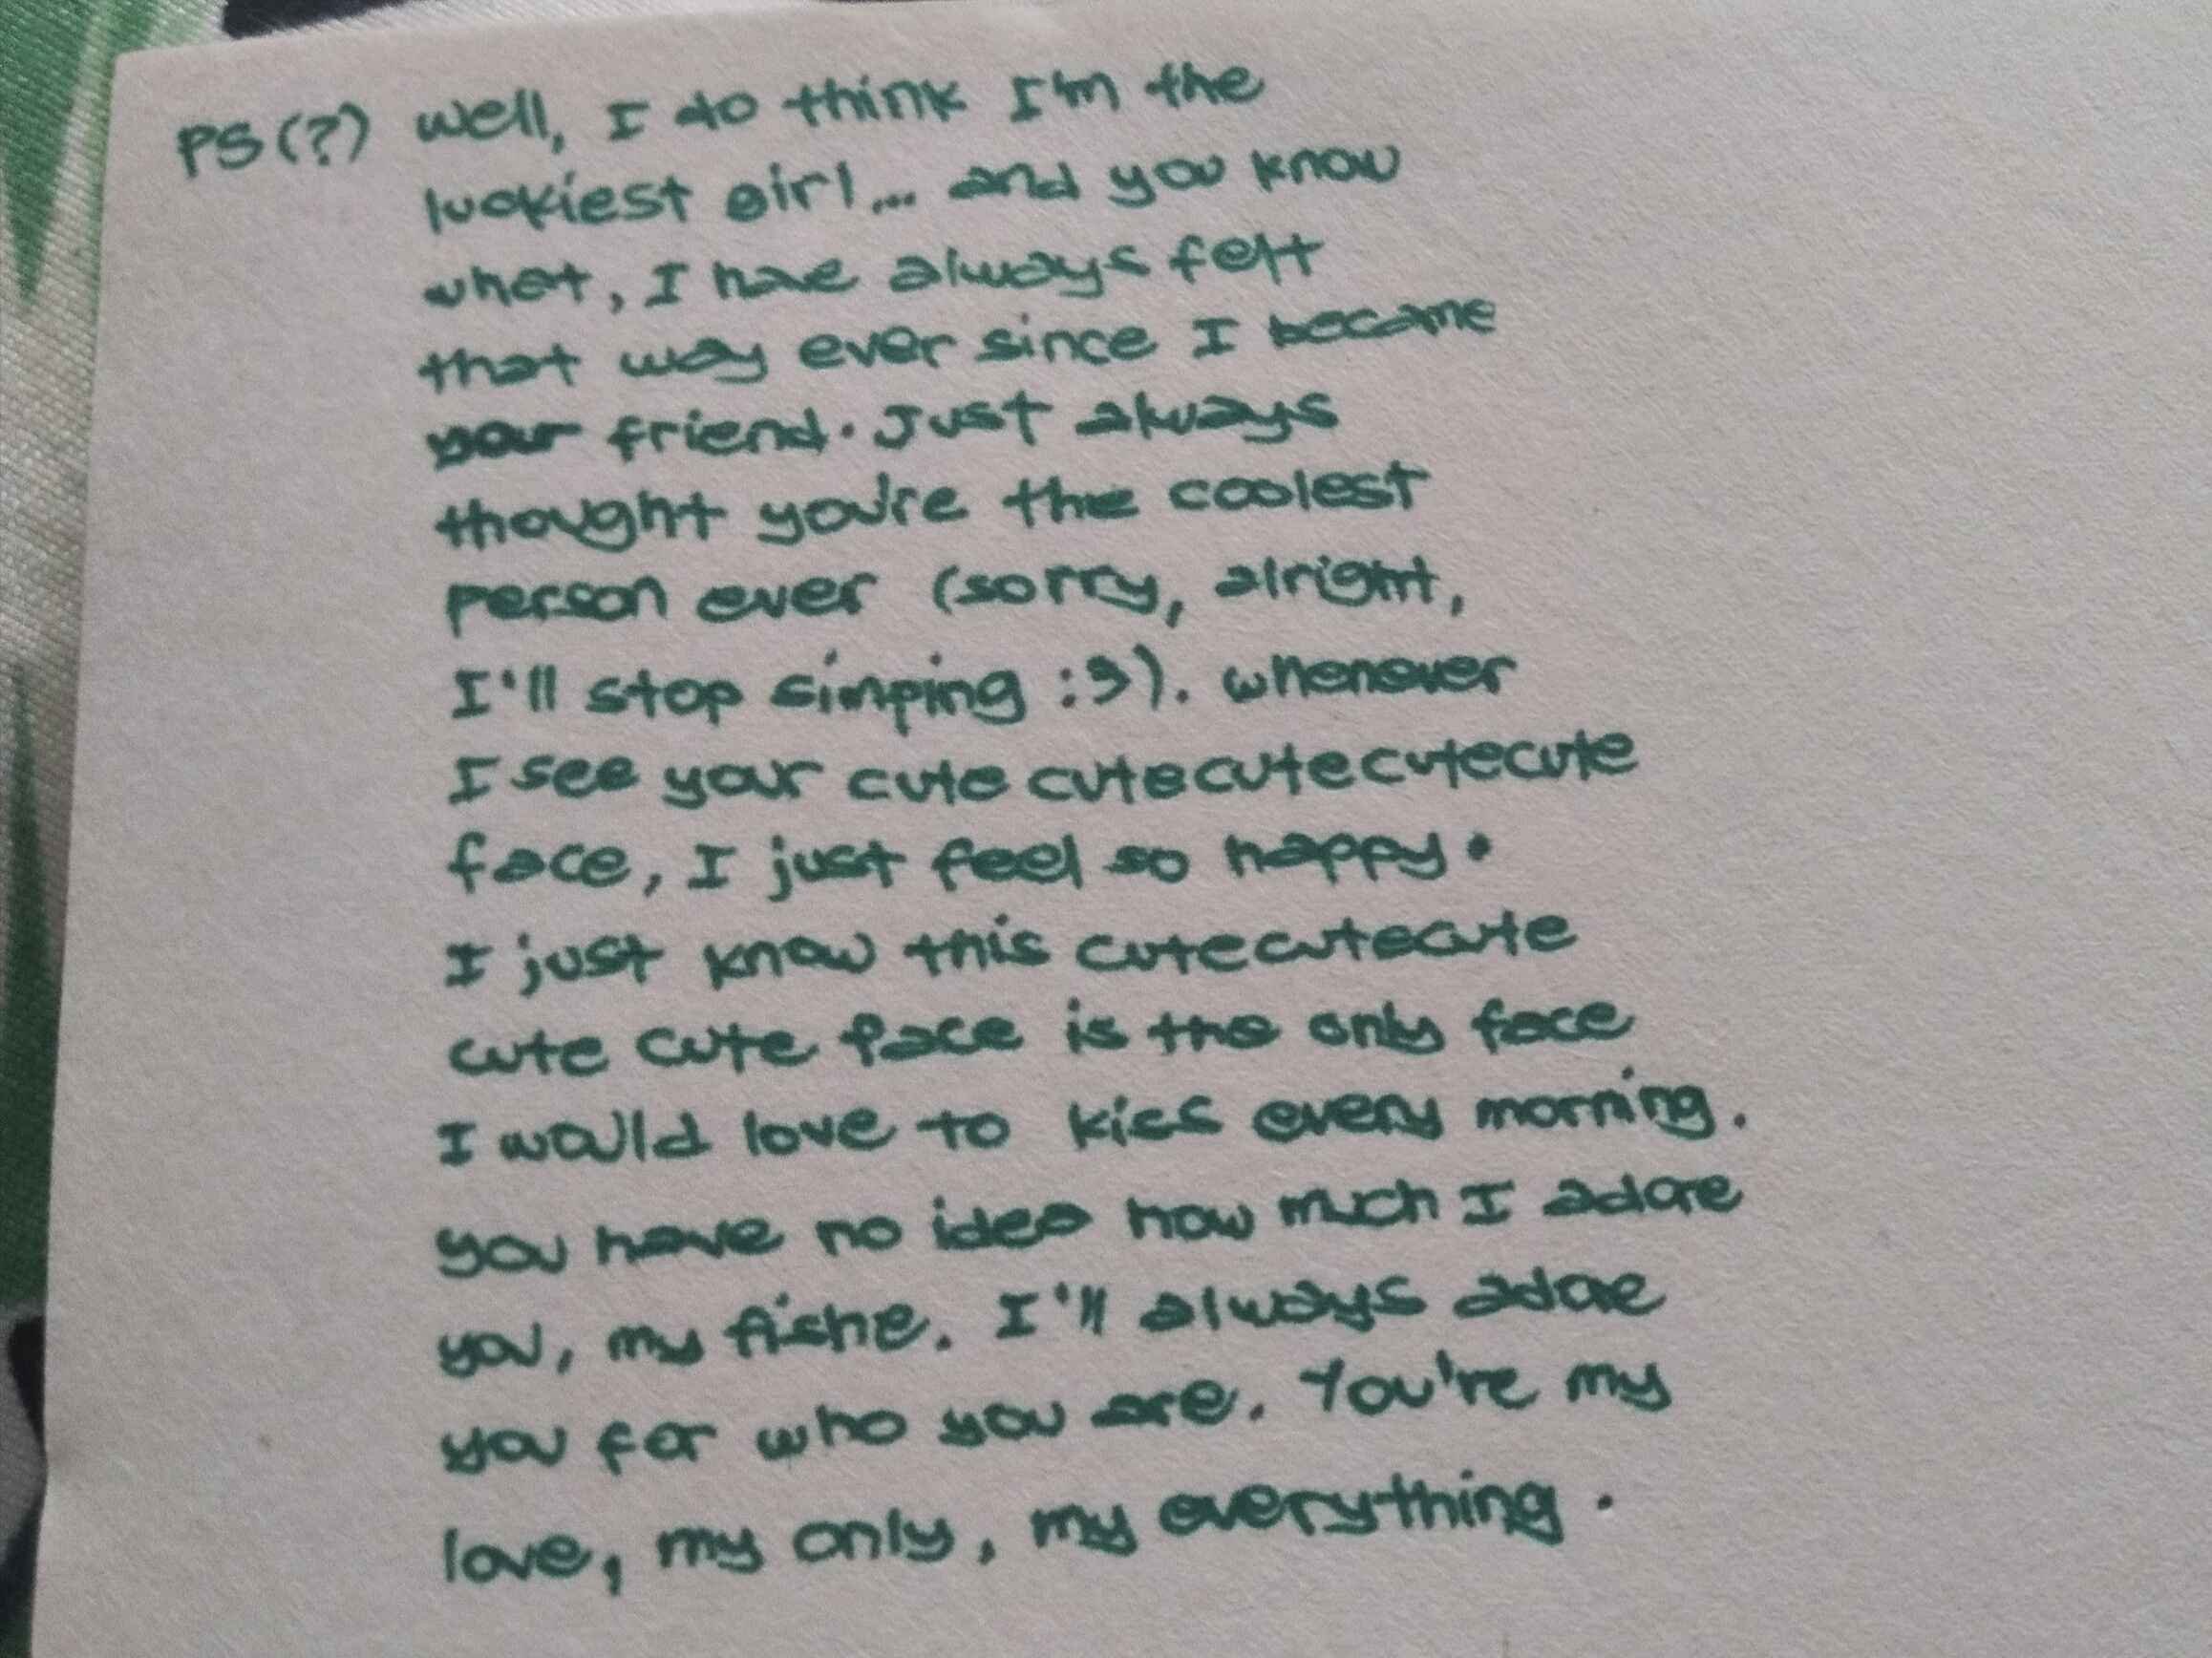 PS(?) well, I do think I'm the
luckiest girl... and you know
what, I have always felt
that way ever since I became
your friend. Just always
thought you're the coolest
person ever (sorry, alright,
I'll stop simping :3). whenever
I see your cute cutecutecutecute
face, I just feel so happy.
I just know this cutecutecute
cute cute face is the only face
I would love to kiss every morning.
you have no idea how much I adore
you, my fishe. I'll always adore
you for who you are. You're my
love, my only, my everything.